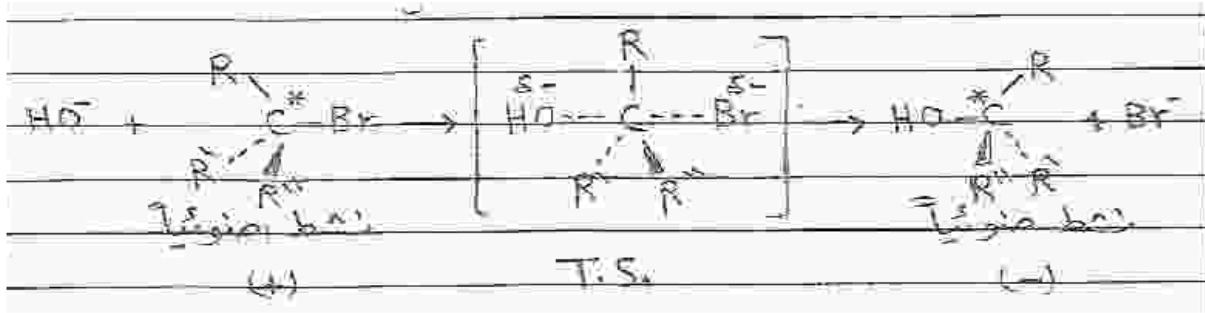 R R R
HO⁻ + C* – Br → [ HO^δ- ---- C ---- Br^δ- ] → HO – C* + Br⁻
R' R'' R' R'' R'' R'
نشط ضوئياً نشط ضوئياً
(+) T.S. (−)